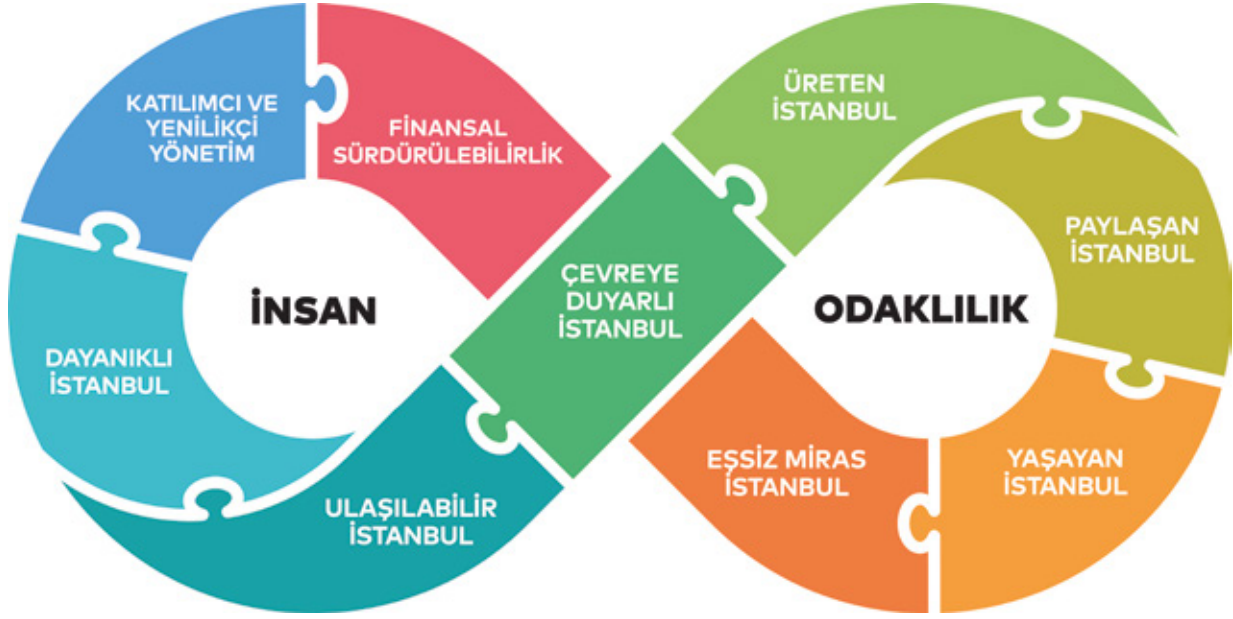 KATILIMCI VE
YENİLİKÇİ
YÖNETİM
FİNANSAL
SÜRDÜRÜLEBİLİRLİK
ÜRETEN
İSTANBUL
PAYLAŞAN
İSTANBUL
ÇEVREYE
DUYARLI
İSTANBUL
İNSAN
ODAKLILIK
DAYANIKLI
İSTANBUL
ULAŞILABİLİR
İSTANBUL
EŞSİZ MİRAS
İSTANBUL
YAŞAYAN
İSTANBUL